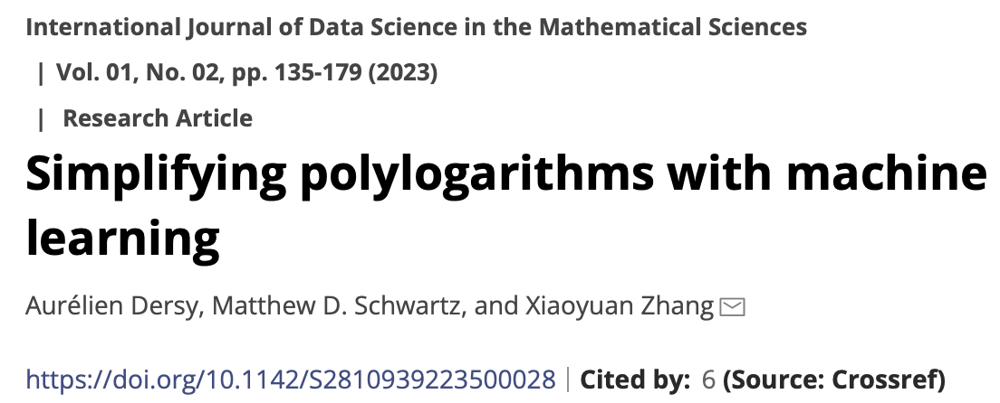 International Journal of Data Science in the Mathematical Sciences
| Vol. 01, No. 02, pp. 135-179 (2023)
| Research Article
Simplifying polylogarithms with machine
learning
Aurélien Dersy, Matthew D. Schwartz, and Xiaoyuan Zhang
https://doi.org/10.1142/S2810939223500028 | Cited by: 6 (Source: Crossref)